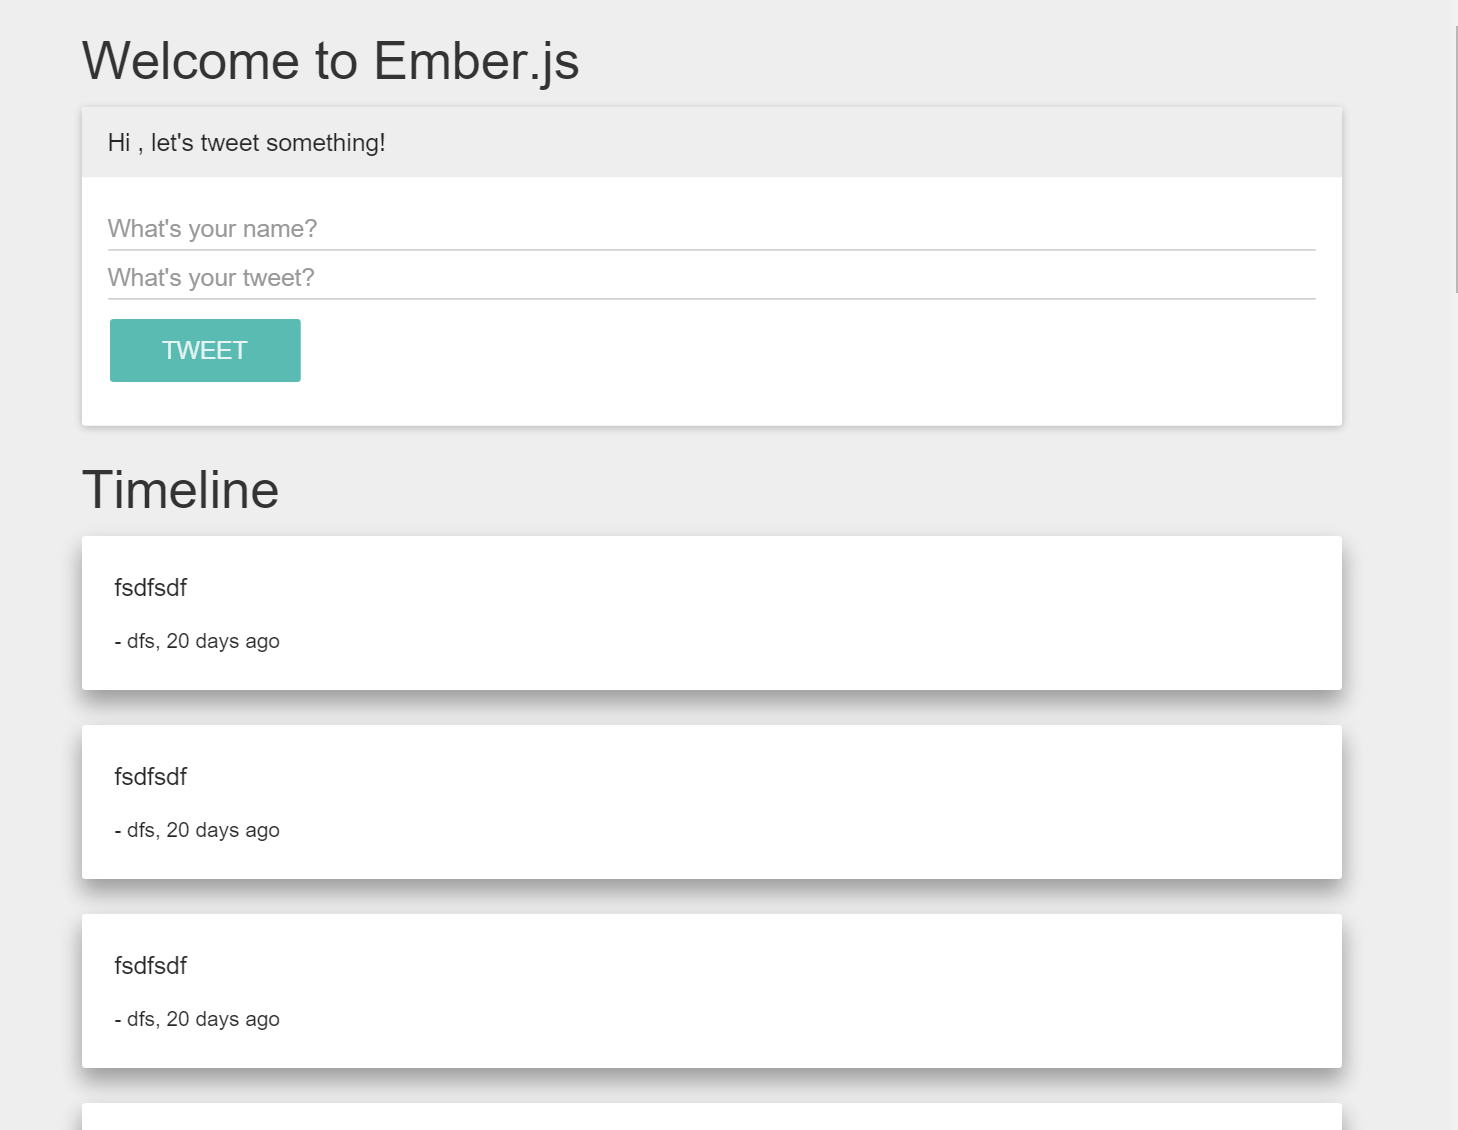 Welcome to Ember.js
Hi , let's tweet something!
What's your name?
What's your tweet?
TWEET
Timeline
fsdfsdf
- dfs, 20 days ago
fsdfsdf
- dfs, 20 days ago
fsdfsdf
- dfs, 20 days ago